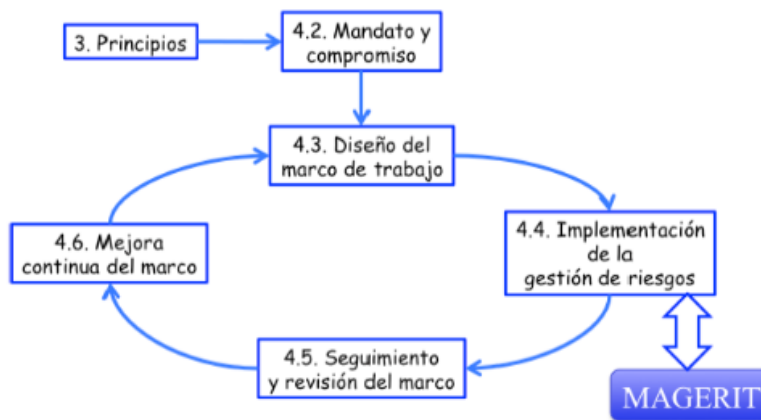 3. Principios
4.2. Mandato y
compromiso
4.3. Diseño del
marco de trabajo
4.4. Implementación
de la
gestión de riesgos
4.6. Mejora
continua del marco
4.5. Seguimiento
y revisión del marco
MAGERIT